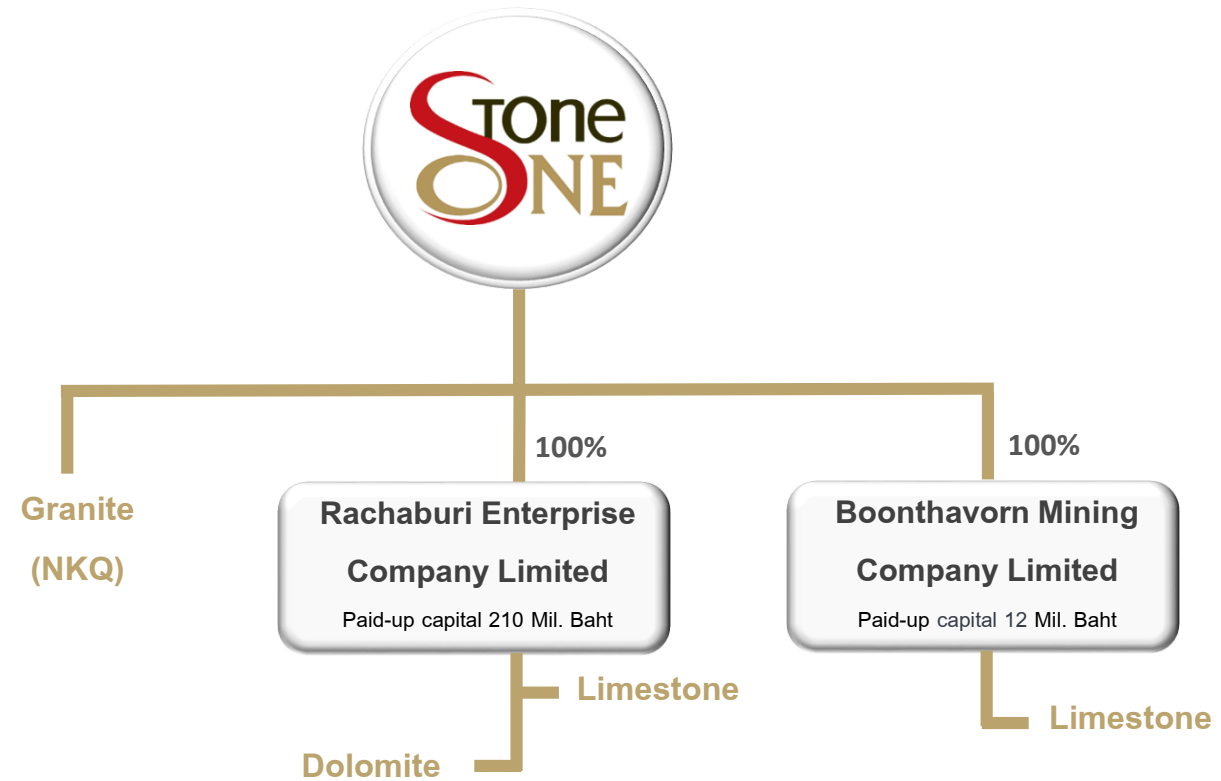 STONE
ONE
100%
100%
Granite
(NKQ)
Rachaburi Enterprise
Company Limited
Paid-up capital 210 Mil. Baht
Boonthavorn Mining
Company Limited
Paid-up capital 12 Mil. Baht
Limestone
Dolomite
Limestone